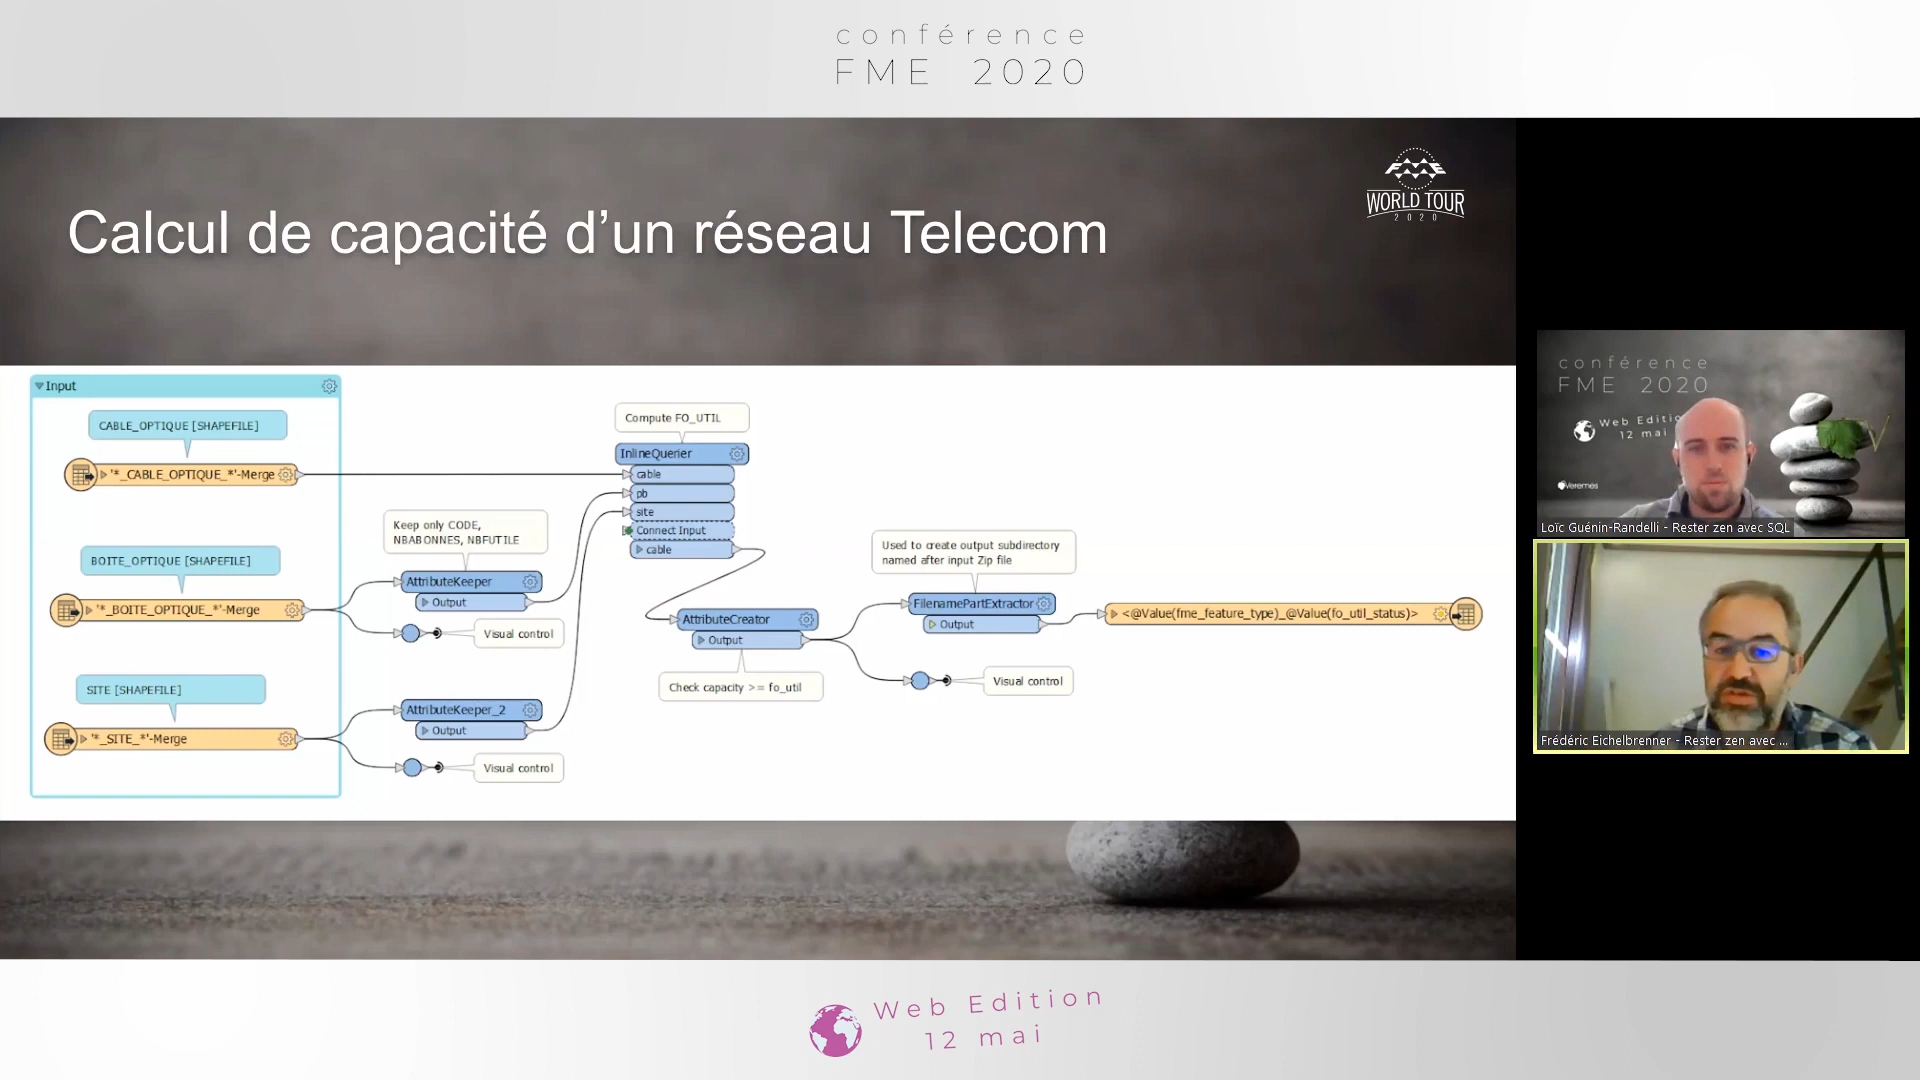 conférence
FME 2020
Calcul de capacité d’un réseau Telecom
FME
WORLD TOUR
2020
Input
CABLE_OPTIQUE [SHAPEFILE]
'*_CABLE_OPTIQUE_*'-Merge
BOITE_OPTIQUE [SHAPEFILE]
'*_BOITE_OPTIQUE_*'-Merge
SITE [SHAPEFILE]
'*_SITE_*'-Merge
Keep only CODE,
NBABONNES, NBFUTILE
AttributeKeeper
Output
Visual control
AttributeKeeper_2
Output
Visual control
Compute FO_UTIL
InlineQuerier
cable
pb
site
Connect Input
cable
AttributeCreator
Output
Check capacity >= fo_util
Used to create output subdirectory
named after input Zip file
FilenamePartExtractor
Output
Visual control
<@Value(fme_feature_type)_@Value(fo_util_status)>
conférence
FME 2020
Web Editio
12 mai
Veremes
Loïc Guénin-Randelli - Rester zen avec SQL
Frédéric Eichelbrenner - Rester zen avec ...
Web Edition
12 mai